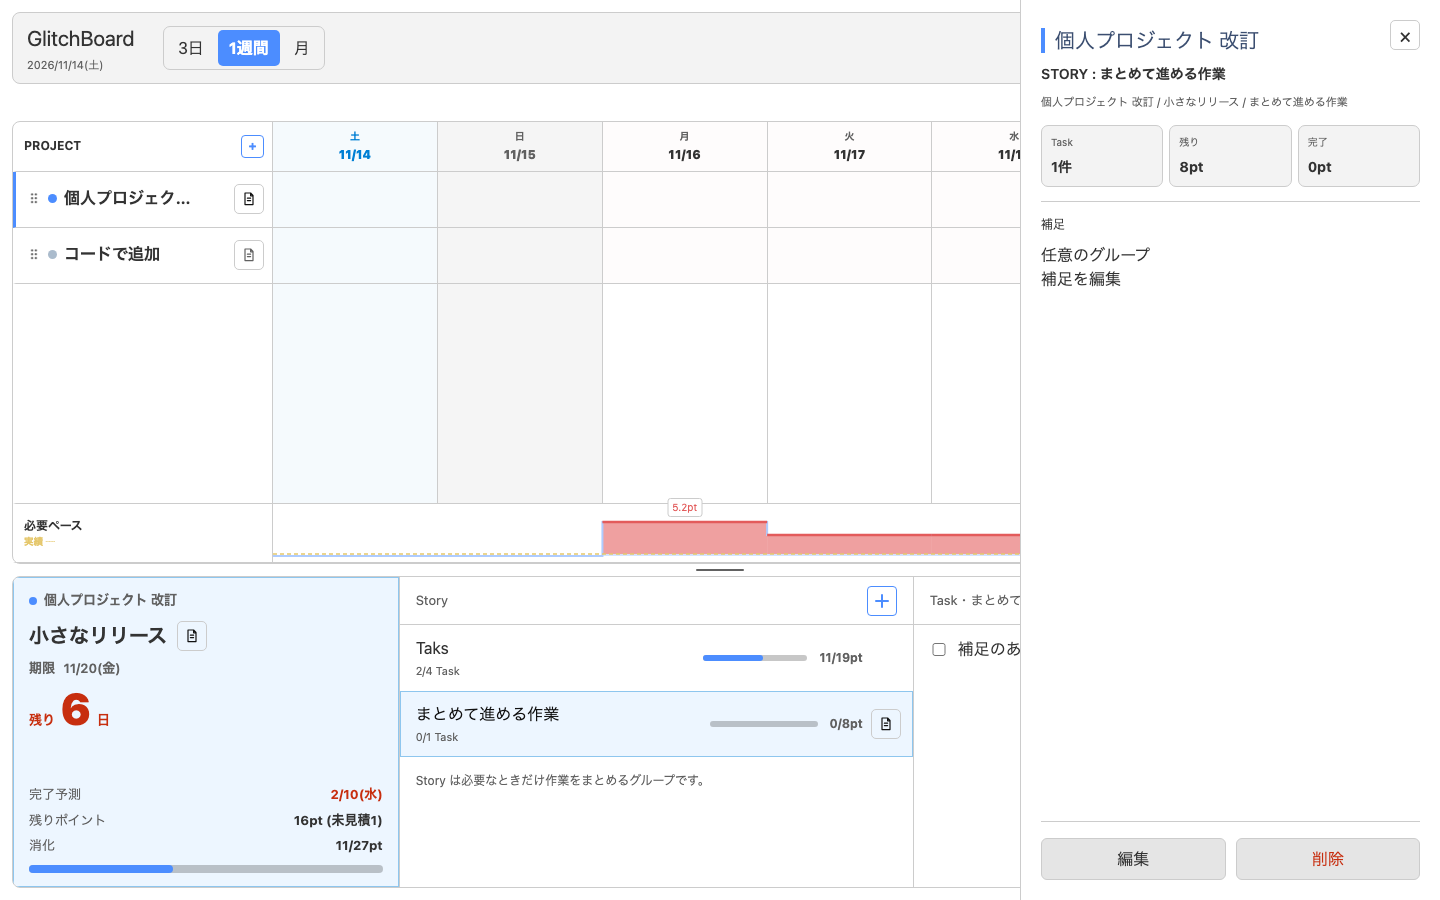 GlitchBoard
2026/11/14(土)
3日
1週間
月
PROJECT
+
土
11/14
日
11/15
月
11/16
火
11/17
水
個人プロジェク...
コードで追加
必要ペース
実績
5.2pt
個人プロジェクト 改訂
小さなリリース
期限 11/20(金)
残り 6 日
完了予測
2/10(水)
残りポイント
16pt (未見積1)
消化
11/27pt
Story
+
Taks
2/4 Task
11/19pt
まとめて進める作業
0/1 Task
0/8pt
Story は必要なときだけ作業をまとめるグループです。
Task・まとめて
補足のあ
個人プロジェクト 改訂
×
STORY : まとめて進める作業
個人プロジェクト 改訂 / 小さなリリース / まとめて進める作業
Task
1件
残り
8pt
完了
0pt
補足
任意のグループ
補足を編集
編集
削除